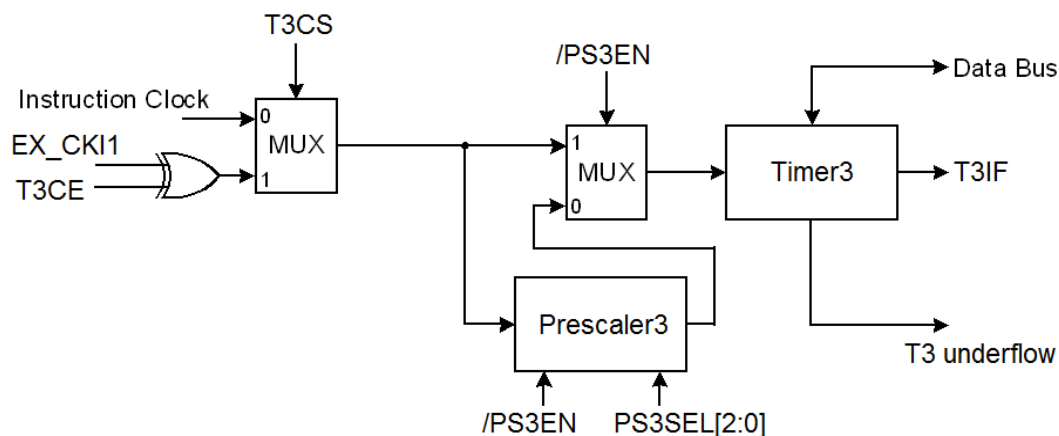 T3CS
/PS3EN
Instruction Clock
0
MUX
EX_CKI1
T3CE
1
1
MUX
0
Timer3
Data Bus
T3IF
Prescaler3
T3 underflow
/PS3EN
PS3SEL[2:0]